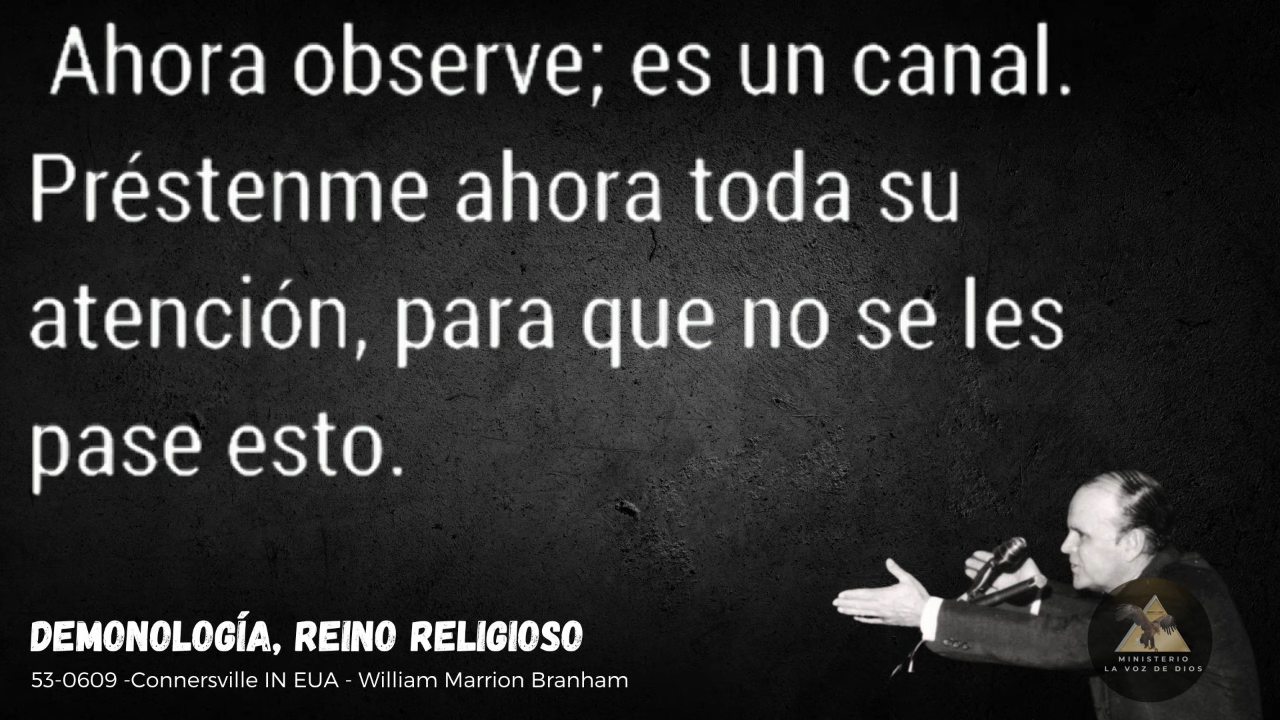 Ahora observe; es un canal.
Préstenme ahora toda su
atención, para que no se les
pase esto.
DEMONOLOGÍA, REINO RELIGIOSO
53-0609 -Connersville IN EUA - William Marrion Branham
MINISTERIO
LA VOZ DE DIOS